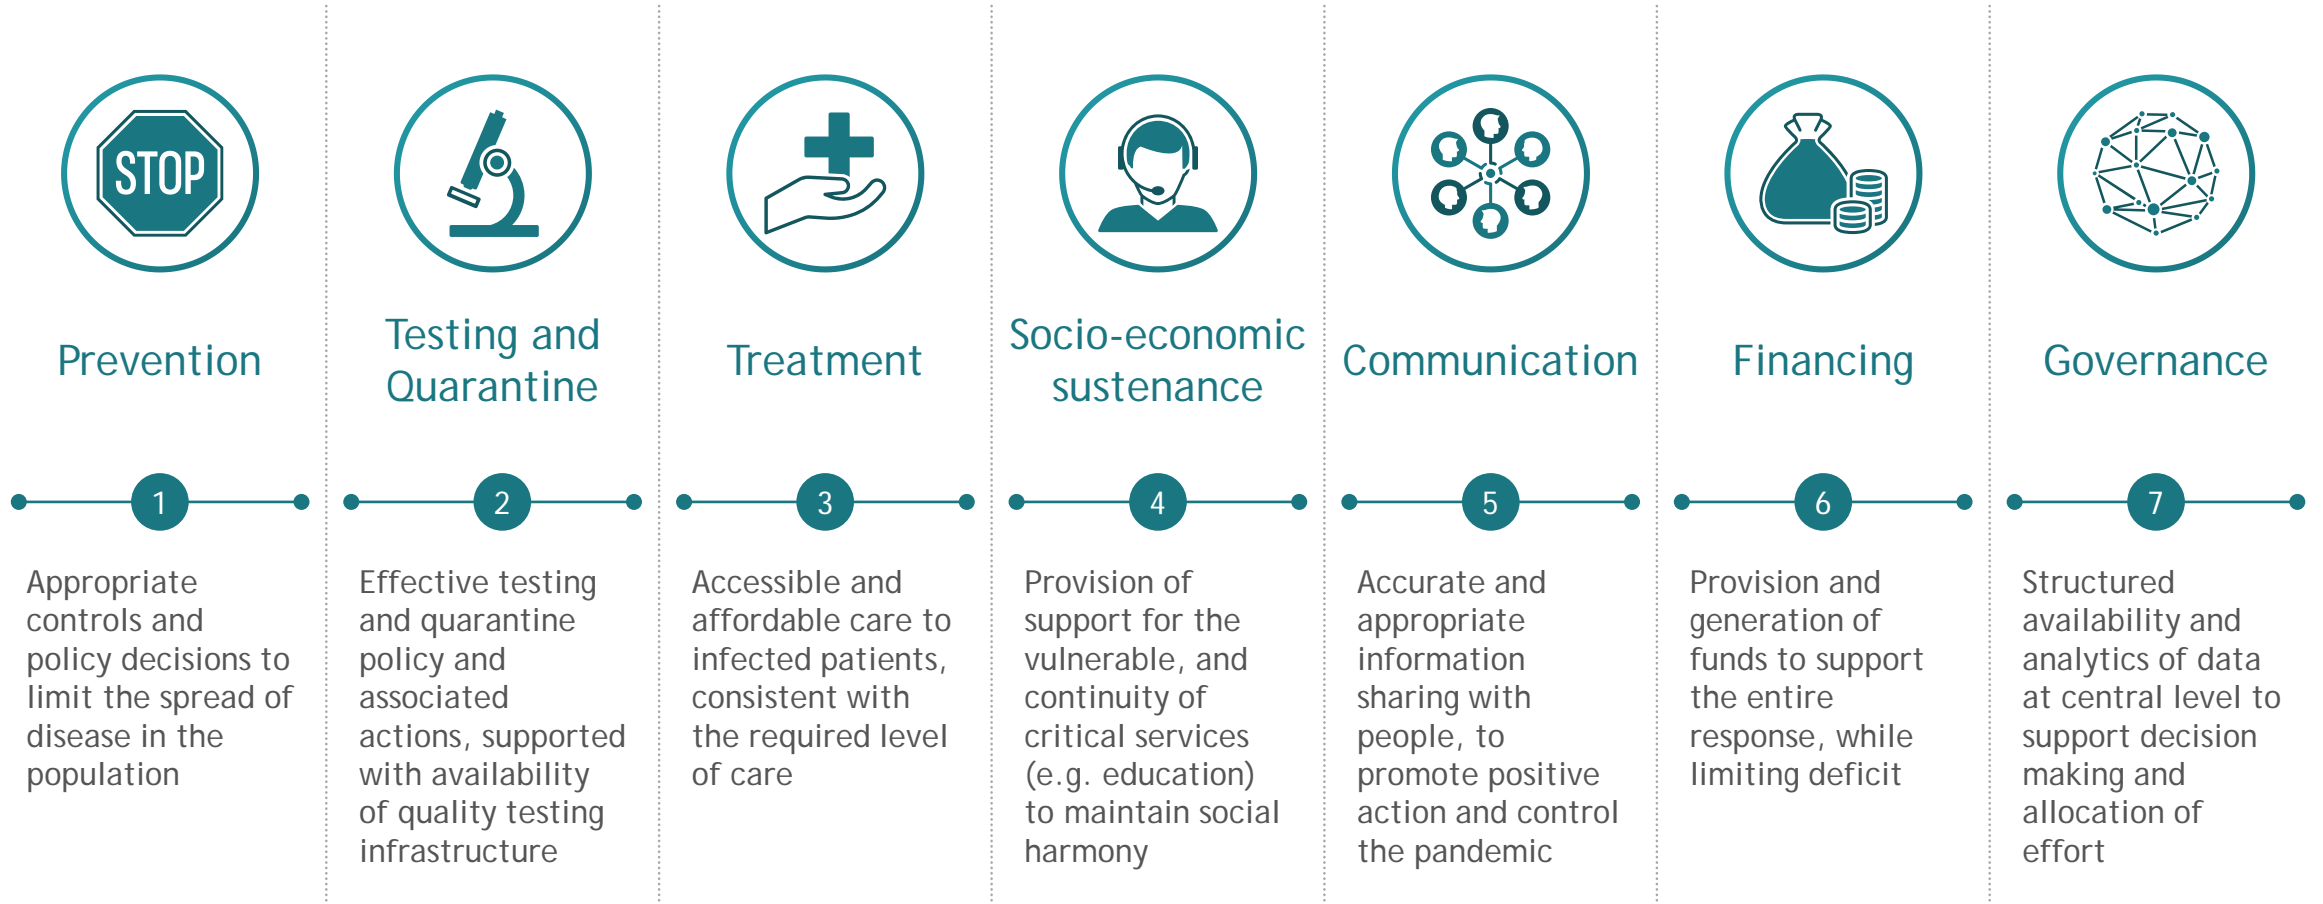 STOP
Prevention
1
Appropriate
controls and
policy decisions to
limit the spread of
disease in the
population
Testing and
Quarantine
2
Effective testing
and quarantine
policy and
associated
actions, supported
with availability
of quality testing
infrastructure
Treatment
3
Accessible and
affordable care to
infected patients,
consistent with
the required level
of care
Socio-economic
sustenance
4
Provision of
support for the
vulnerable, and
continuity of
critical services
(e.g. education)
to maintain social
harmony
Communication
5
Accurate and
appropriate
information
sharing with
people, to
promote positive
action and control
the pandemic
Financing
6
Provision and
generation of
funds to support
the entire
response, while
limiting deficit
Governance
7
Structured
availability and
analytics of data
at central level to
support decision
making and
allocation of
effort